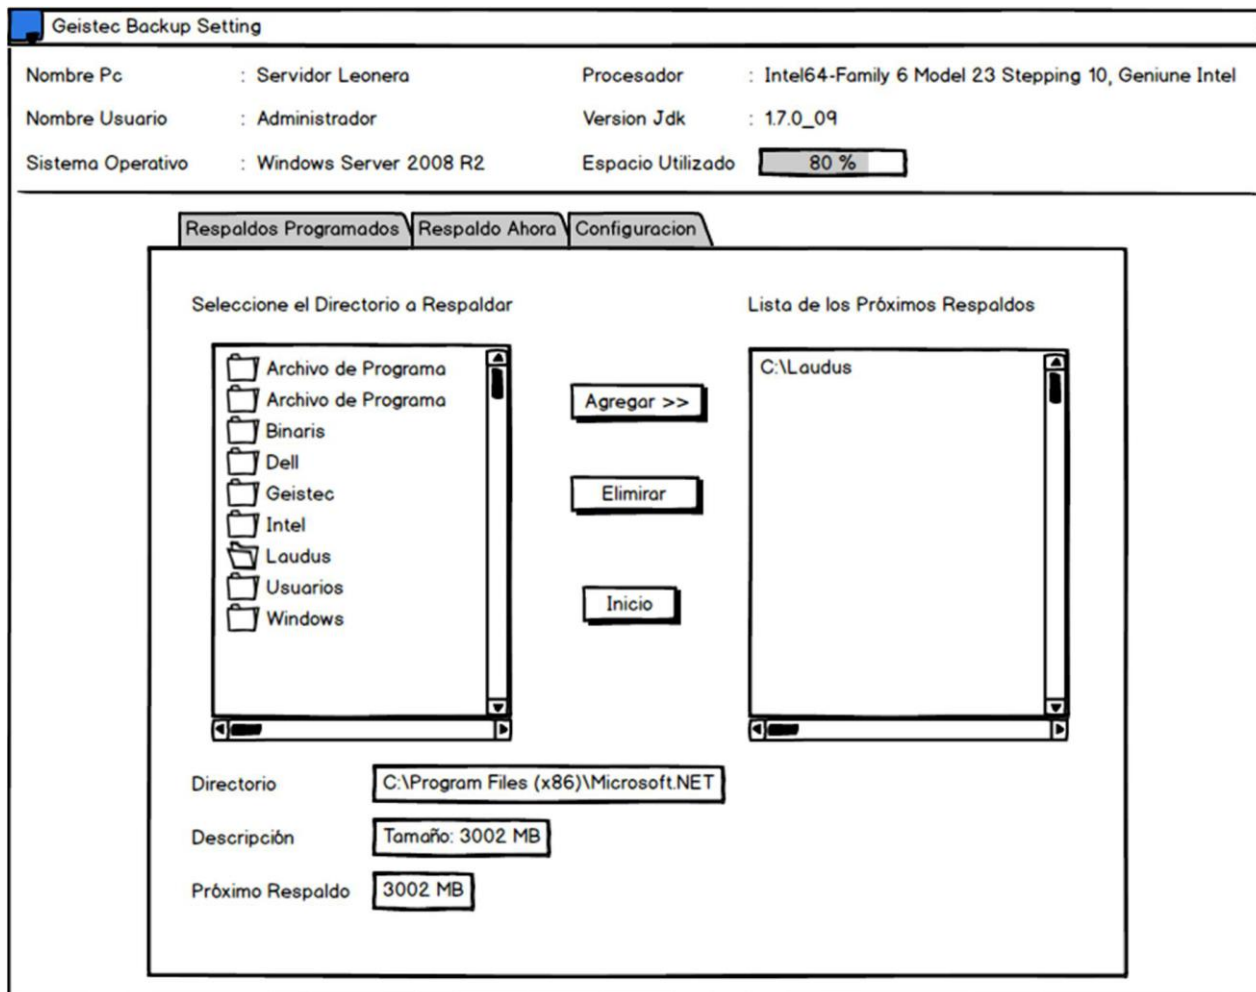 Geistec Backup Setting
Nombre Pc : Servidor Leonera Procesador : Intel64-Family 6 Model 23 Stepping 10, Geniune Intel
Nombre Usuario : Administrador Version Jdk : 1.7.0_09
Sistema Operativo : Windows Server 2008 R2 Espacio Utilizado 80 %
Respaldos Programados Respaldo Ahora Configuracion
Seleccione el Directorio a Respaldar Lista de los Próximos Respaldos
Archivo de Programa C:\Laudus
Archivo de Programa Agregar >>
Binaris
Dell
Geistec Elimirar
Intel
Laudus
Usuarios Inicio
Windows
Directorio C:\Program Files (x86)\Microsoft.NET
Descripción Tamaño: 3002 MB
Próximo Respaldo 3002 MB